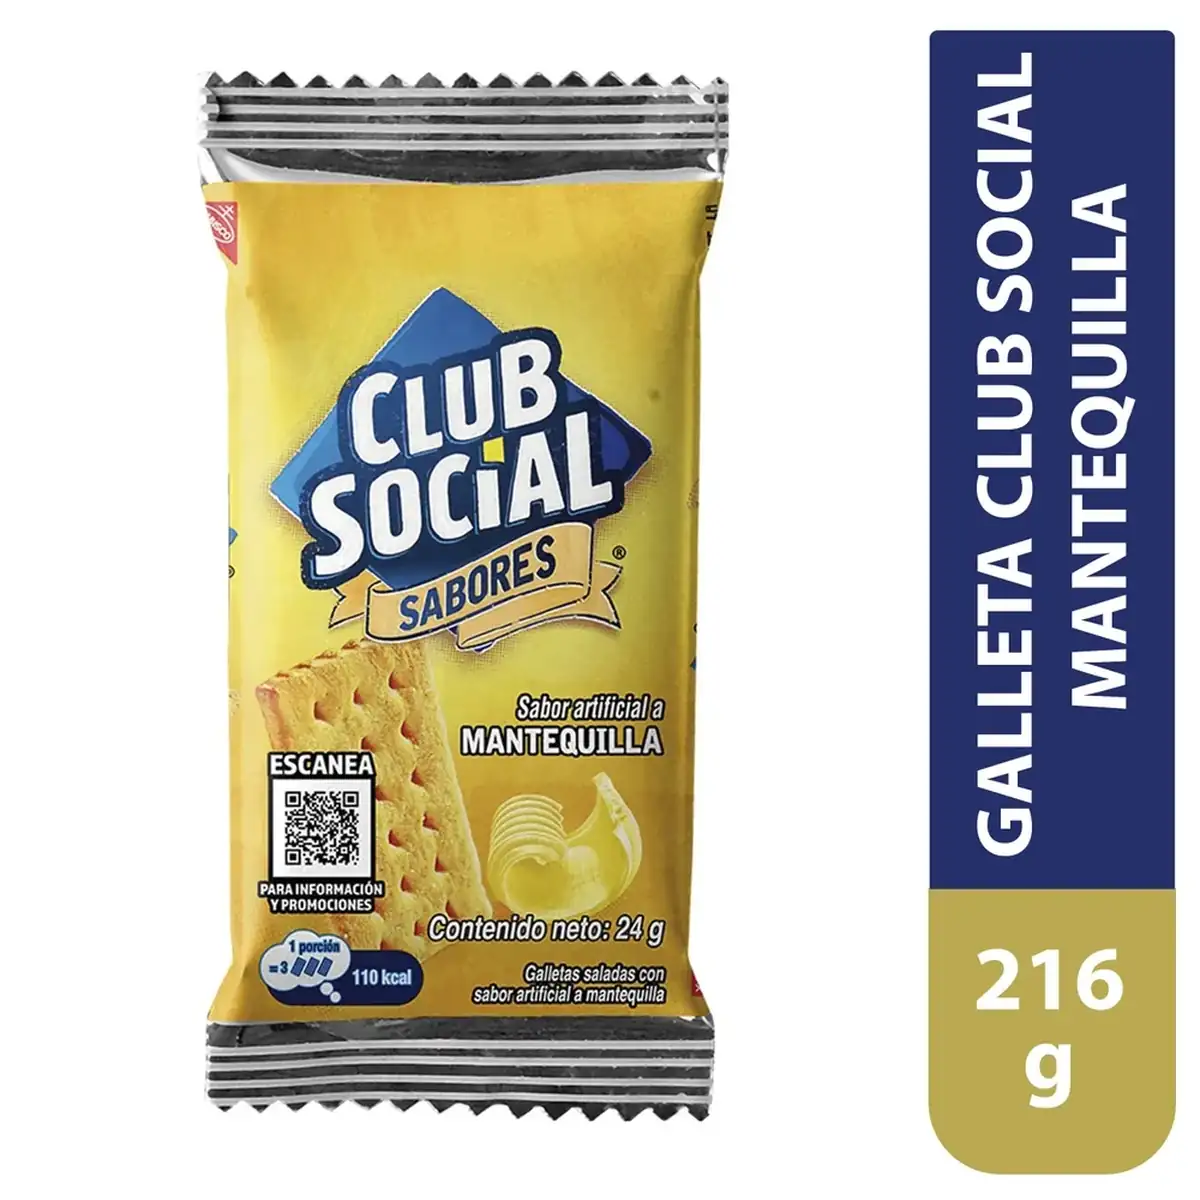 CLUB
SOCIAL
SABORES
®
Sabor artificial a
MANTEQUILLA
ESCANEA
PARA INFORMACIÓN
Y PROMOCIONES
1 porción
= 3
110 kcal
Contenido neto: 24 g
Galletas saladas con
sabor artificial a mantequilla
GALLETA CLUB SOCIAL
MANTEQUILLA
216
g